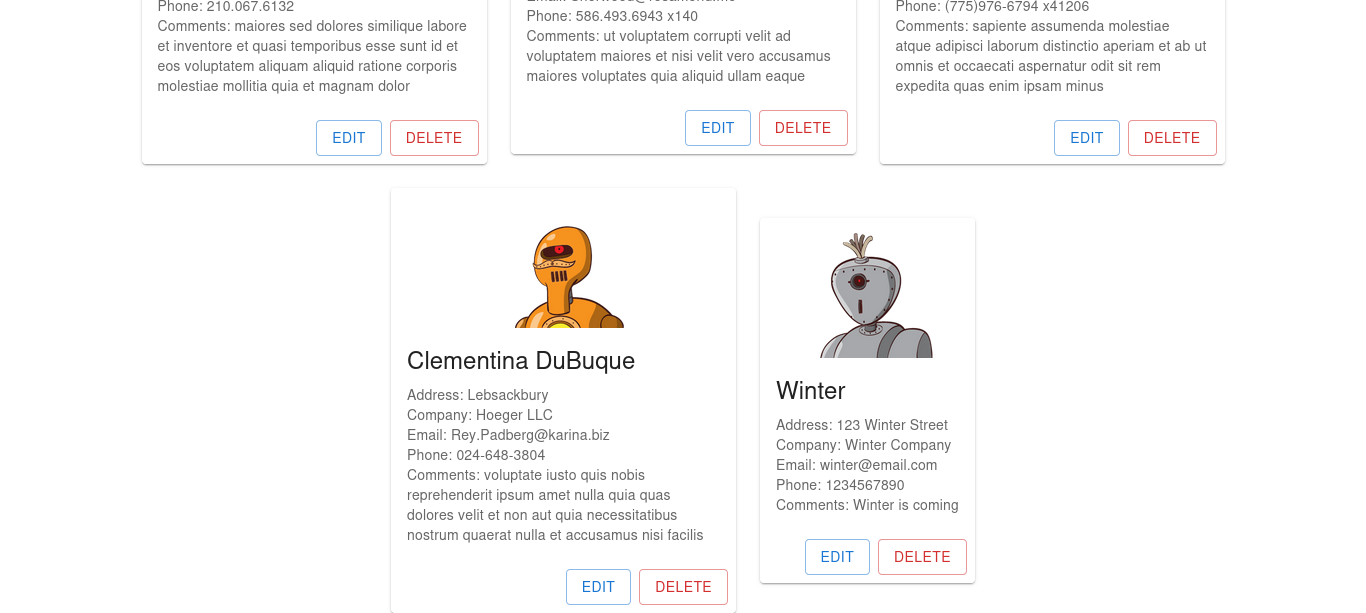 Phone: 210.067.6132
Comments: maiores sed dolores similique labore
et inventore et quasi temporibus esse sunt id et
eos voluptatem aliquam aliquid ratione corporis
molestiae mollitia quia et magnam dolor
EDIT
DELETE
Phone: 586.493.6943 x140
Comments: ut voluptatem corrupti velit ad
voluptatem maiores et nisi velit vero accusamus
maiores voluptates quia aliquid ullam eaque
EDIT
DELETE
Phone: (775)976-6794 x41206
Comments: sapiente assumenda molestiae
atque adipisci laborum distinctio aperiam et ab ut
omnis et occaecati aspernatur odit sit rem
expedita quas enim ipsam minus
EDIT
DELETE
Clementina DuBuque
Address: Lebsackbury
Company: Hoeger LLC
Email: Rey.Padberg@karina.biz
Phone: 024-648-3804
Comments: voluptate iusto quis nobis
reprehenderit ipsum amet nulla quia quas
dolores velit et non aut quia necessitatibus
nostrum quaerat nulla et accusamus nisi facilis
EDIT
DELETE
Winter
Address: 123 Winter Street
Company: Winter Company
Email: winter@email.com
Phone: 1234567890
Comments: Winter is coming
EDIT
DELETE